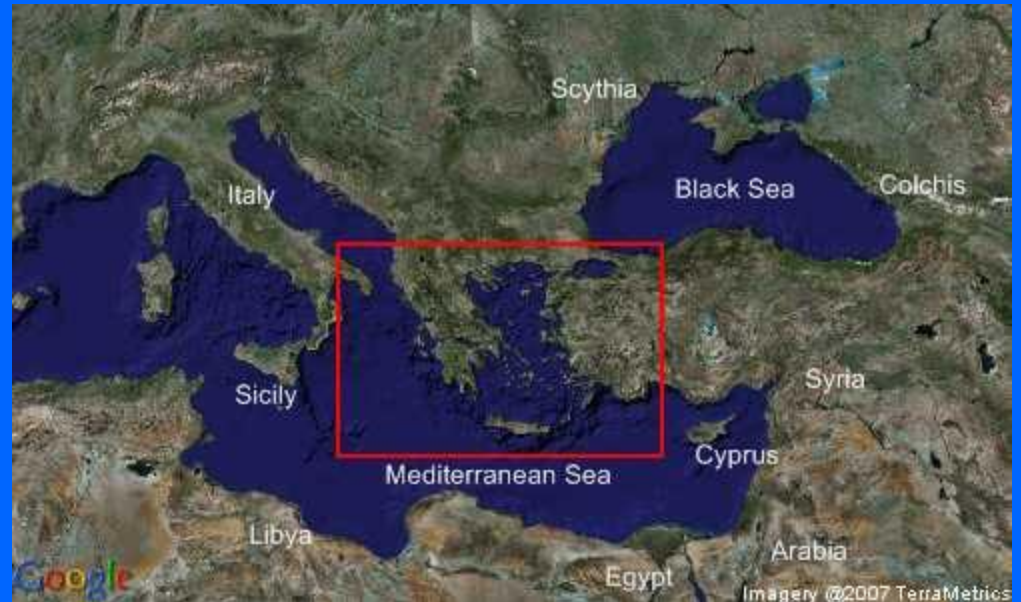 Scythia
Black Sea
Colchis
Italy
Syria
Sicily
Cyprus
Mediterranean Sea
Libya
Arabia
Egypt
Google
Imagery @2007 TerraMetrics